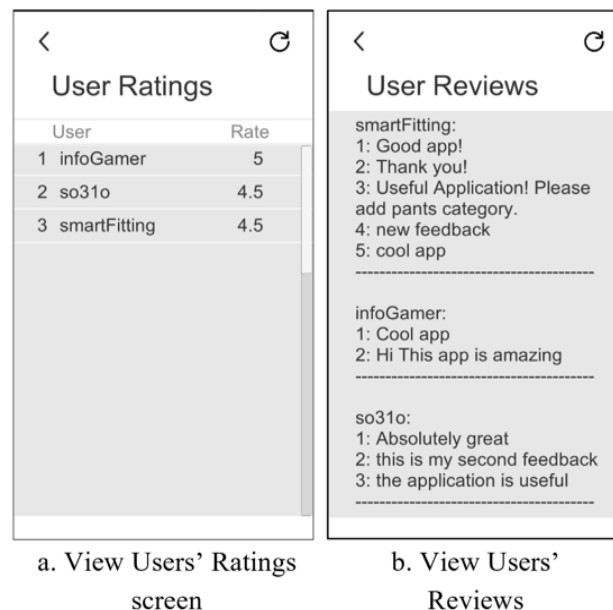 User Ratings
User Rate
1 infoGamer 5
2 so31o 4.5
3 smartFitting 4.5
a. View Users’ Ratings
screen
User Reviews
smartFitting:
1: Good app!
2: Thank you!
3: Useful Application! Please
add pants category.
4: new feedback
5: cool app
----------------------------------------
infoGamer:
1: Cool app
2: Hi This app is amazing
----------------------------------------
so31o:
1: Absolutely great
2: this is my second feedback
3: the application is useful
----------------------------------------
b. View Users’
Reviews